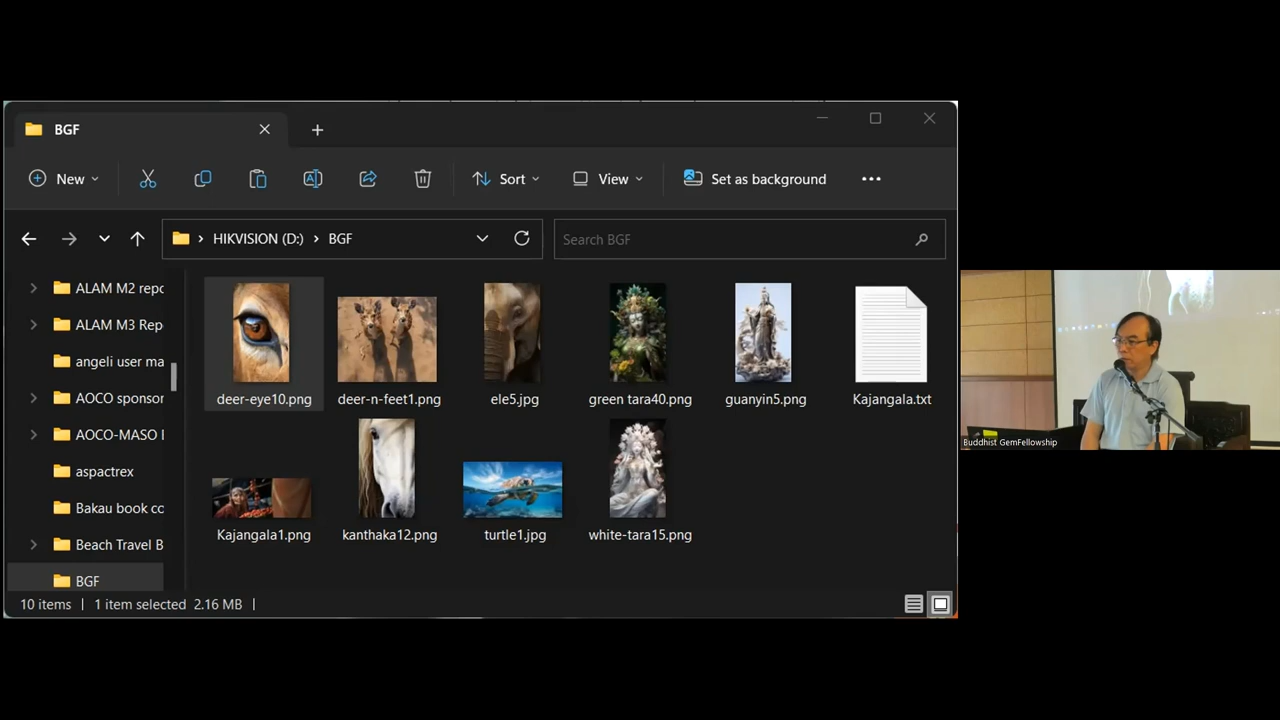 BGF
New
Sort
View
Set as background
HIKVISION (D:)
BGF
Search BGF
ALAM M2 repo
ALAM M3 Rep
angeli user ma
AOCO sponsor
AOCO-MASO
aspactrex
Bakau book co
Beach Travel B
BGF
deer-eye10.png
deer-n-feet1.png
ele5.jpg
green tara40.png
guanyin5.png
Kajangala.txt
Kajangala1.png
kanthaka12.png
turtle1.jpg
white-tara15.png
10 items
1 item selected 2.16 MB
Buddhist GemFellowship